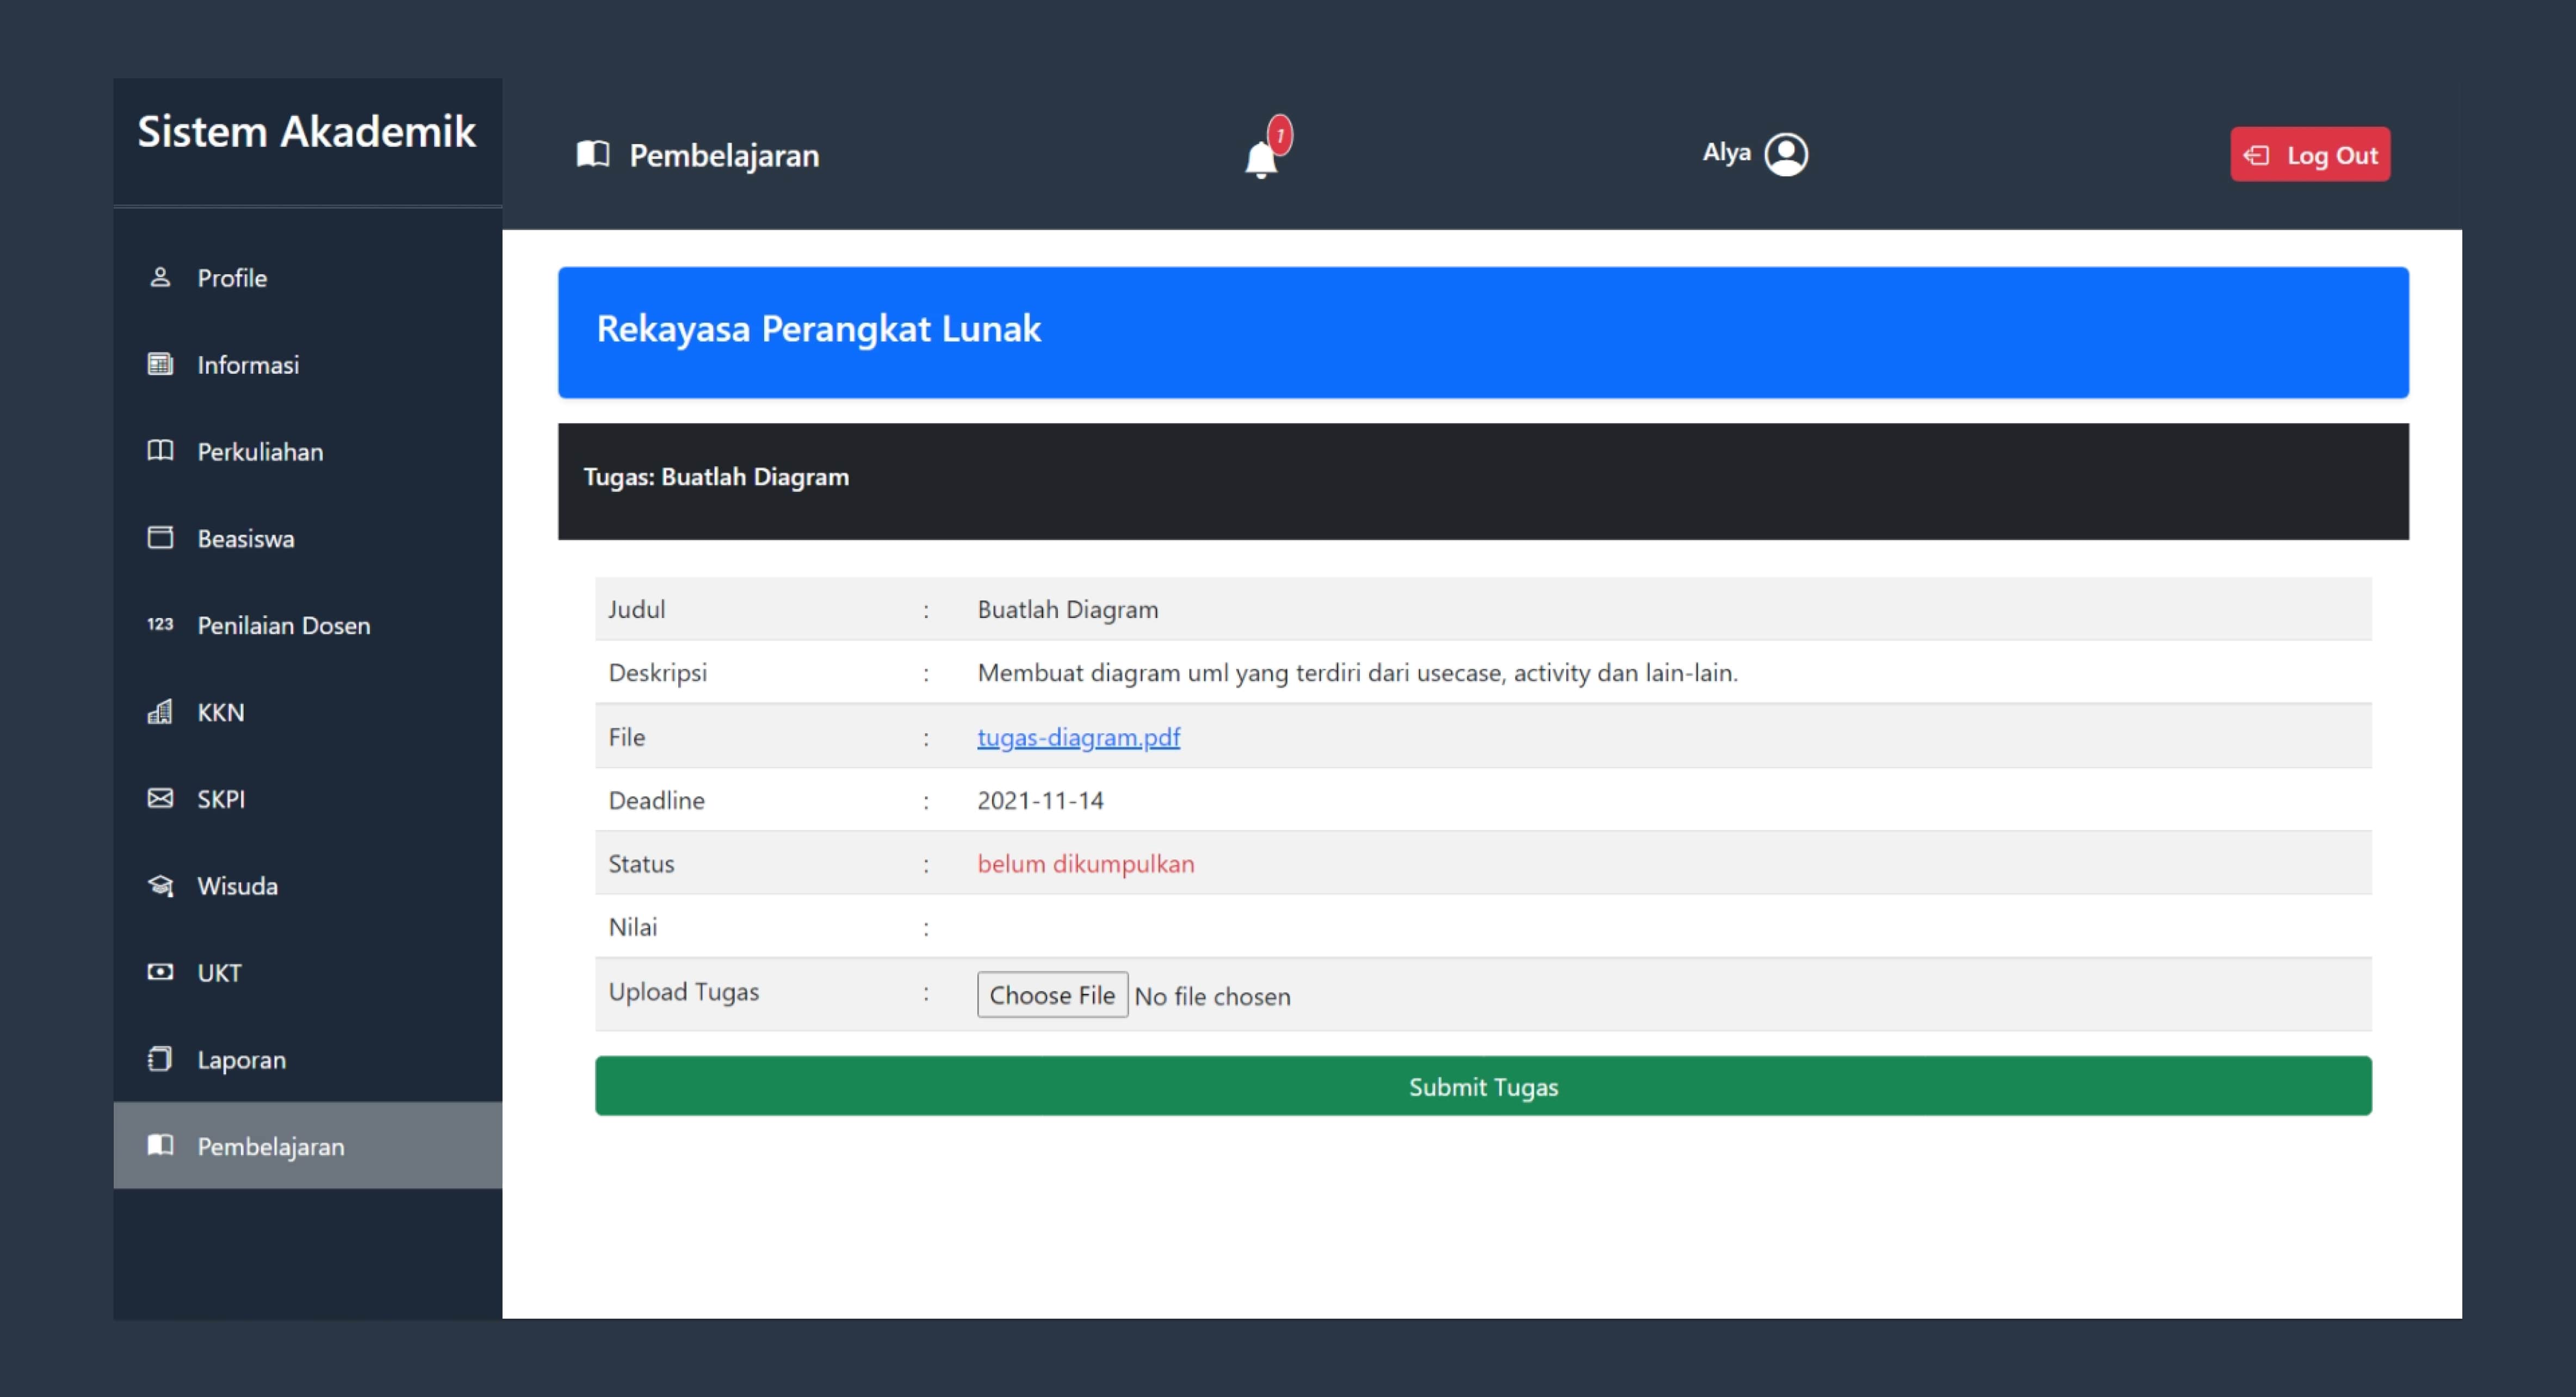 Sistem Akademik
Pembelajaran
1
Alya
Log Out
Profile
Informasi
Perkuliahan
Beasiswa
123 Penilaian Dosen
KKN
SKPI
Wisuda
UKT
Laporan
Pembelajaran
Rekayasa Perangkat Lunak
Tugas: Buatlah Diagram
Judul : Buatlah Diagram
Deskripsi : Membuat diagram uml yang terdiri dari usecase, activity dan lain-lain.
File : tugas-diagram.pdf
Deadline : 2021-11-14
Status : belum dikumpulkan
Nilai :
Upload Tugas : Choose File No file chosen
Submit Tugas